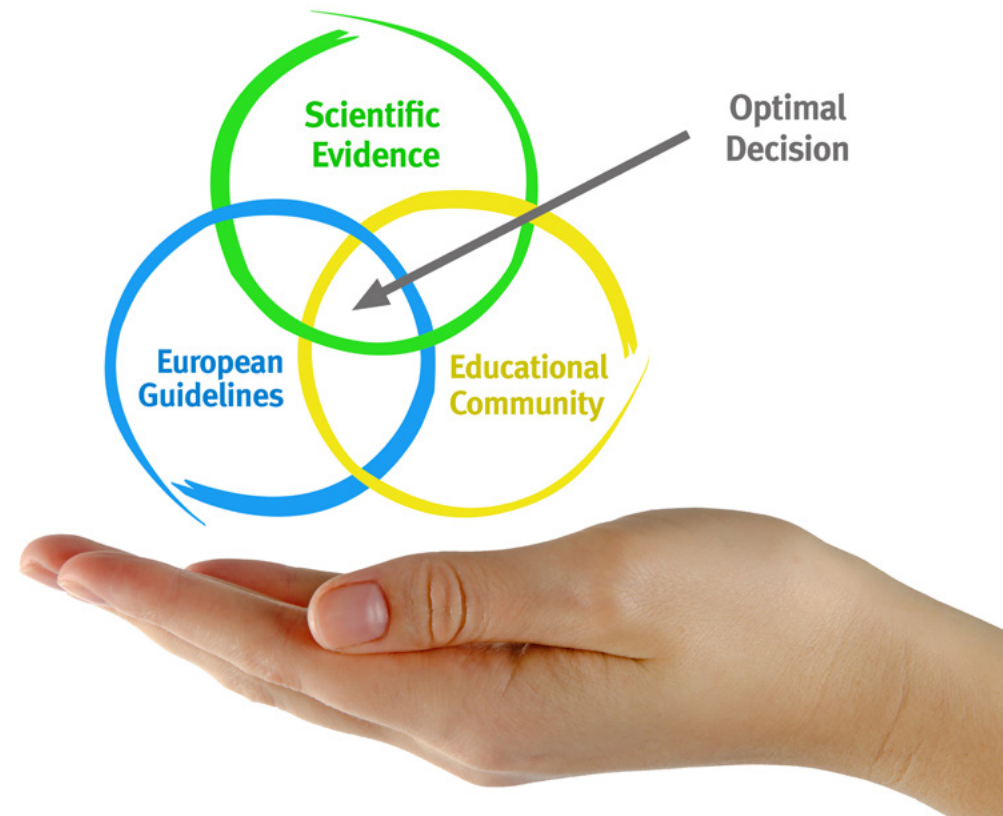 Scientific
Evidence
Optimal
Decision
European
Guidelines
Educational
Community